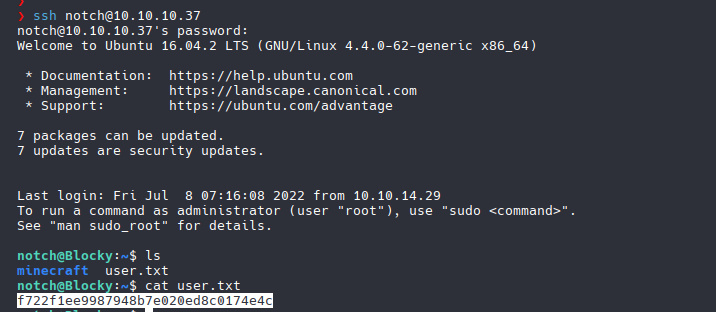 ❯ ssh notch@10.10.10.37
notch@10.10.10.37's password:
Welcome to Ubuntu 16.04.2 LTS (GNU/Linux 4.4.0-62-generic x86_64)
* Documentation:  https://help.ubuntu.com
* Management:     https://landscape.canonical.com
* Support:        https://ubuntu.com/advantage
7 packages can be updated.
7 updates are security updates.
Last login: Fri Jul  8 07:16:08 2022 from 10.10.14.29
To run a command as administrator (user "root"), use "sudo <command>".
See "man sudo_root" for details.
notch@Blocky:~$ ls
minecraft  user.txt
notch@Blocky:~$ cat user.txt
f722f1ee9987948b7e020ed8c0174e4c